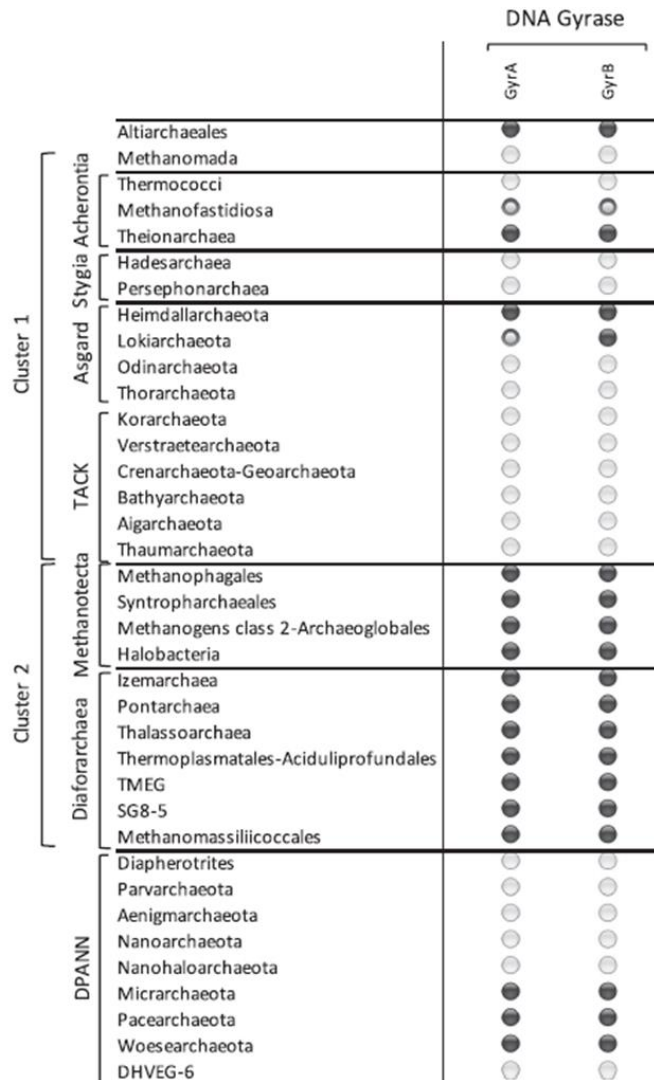 DNA Gyrase
GyrA
GyrB
Altiarchaeales
Methanomada
Thermococci
Methanofastidiosa
Theionarchaea
Hadesarchaea
Persephonarchaea
Heimdallarchaeota
Lokiarchaeota
Odinarchaeota
Thorarchaeota
Korarchaeota
Verstraetearchaeota
Crenarchaeota-Geoarchaeota
Bathyarchaeota
Aigarchaeota
Thaumarchaeota
Methanophagales
Syntropharchaeales
Methanogens class 2-Archaeoglobales
Halobacteria
Izemarchaea
Pontarchaea
Thalassoarchaea
Thermoplasmatales-Aciduliprofundales
TMEG
SG8-5
Methanomassiliicoccales
Diapherotrites
Parvarchaeota
Aenigmarchaeota
Nanoarchaeota
Nanohaloarchaeota
Micrarchaeota
Pacearchaeota
Woesearchaeota
DHVEG-6
Cluster 1
Acherontia
Stygia
Asgard
TACK
Cluster 2
Methanotecta
Diaforarchaea
DPANN